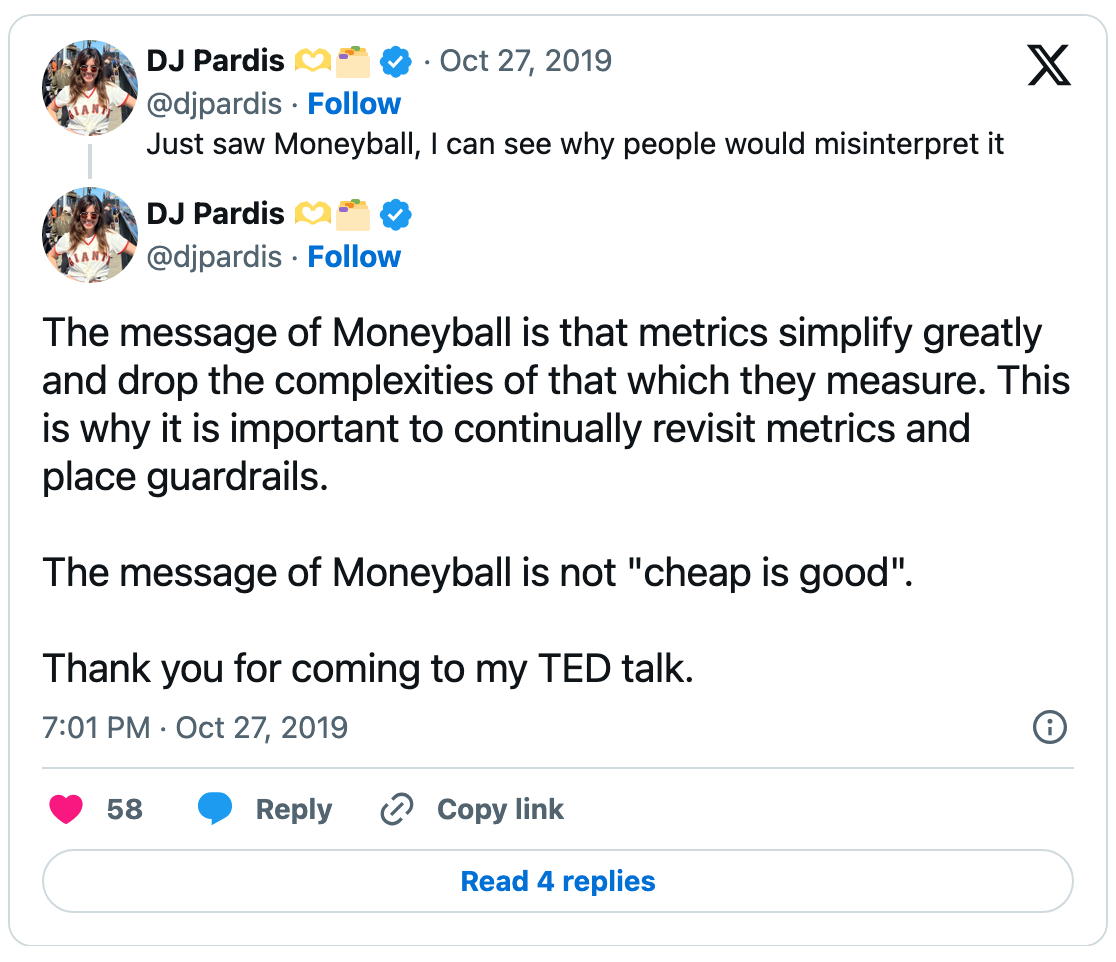 DJ Pardis 🫶🗂️ · Oct 27, 2019
@djpardis · Follow
Just saw Moneyball, I can see why people would misinterpret it
DJ Pardis 🫶🗂️
@djpardis · Follow
The message of Moneyball is that metrics simplify greatly
and drop the complexities of that which they measure. This
is why it is important to continually revisit metrics and
place guardrails.
The message of Moneyball is not "cheap is good".
Thank you for coming to my TED talk.
7:01 PM · Oct 27, 2019
58 Reply Copy link
Read 4 replies